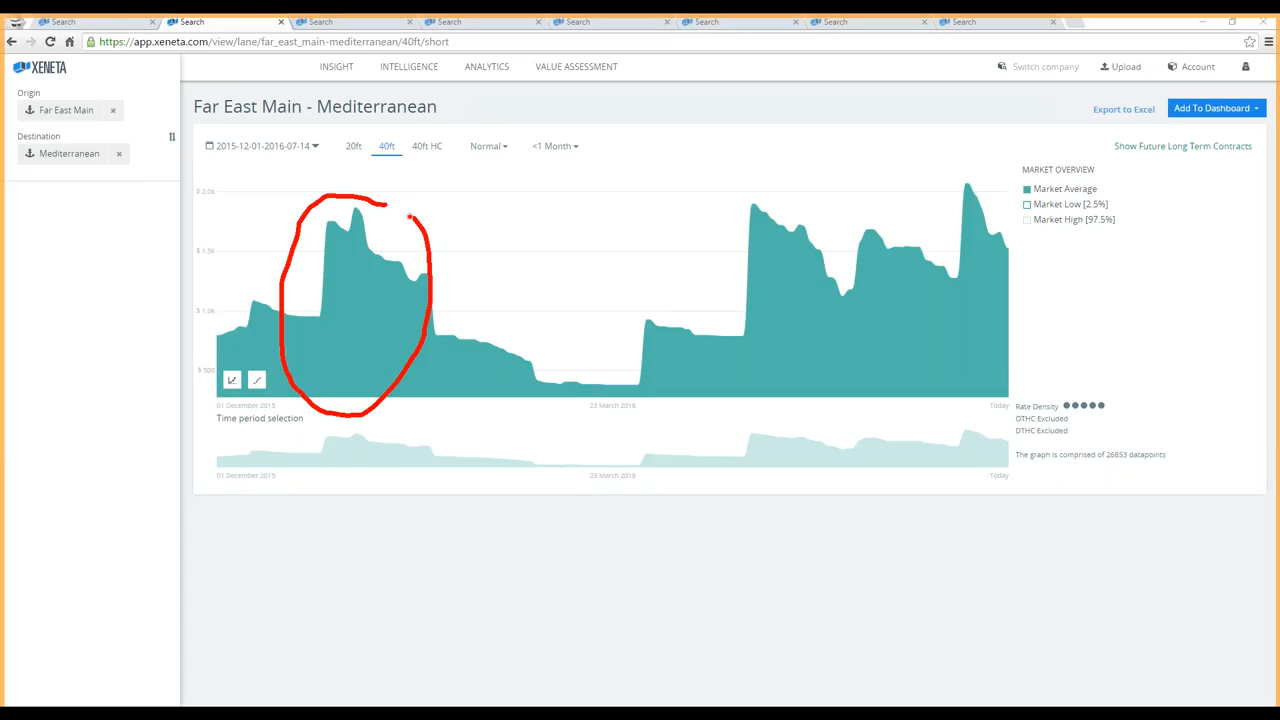 Search Search Search Search Search Search Search Search
https://app.xeneta.com/view/lane/far_east_main-mediterranean/40ft/short
XENETA
INSIGHT INTELLIGENCE ANALYTICS VALUE ASSESSMENT Switch company Upload Account
Origin
Far East Main
Destination
Mediterranean
Far East Main - Mediterranean
Export to Excel Add To Dashboard
2015-12-01-2016-07-14 20ft 40ft 40ft HC Normal <1 Month Show Future Long Term Contracts
MARKET OVERVIEW
Market Average
Market Low [2.5%]
Market High [97.5%]
$ 2.0k
$ 1.5k
$ 1.0k
$ 500
01 December 2015 23 March 2016 Today
Time period selection
01 December 2015 23 March 2016 Today
Rate Density
OTHC Excluded
DTHC Excluded
The graph is comprised of 26853 datapoints